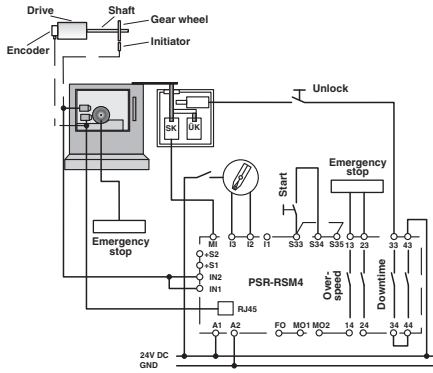 Drive
Shaft
Gear wheel
Encoder
Initiator
Unlock
SK
ÜK
Emergency
stop
Start
Emergency
stop
MI
I3
I2
I1
S33
S34
S35
13
23
33
43
+S2
+S1
IN2
IN1
PSR-RSM4
Over-
speed
Downtime
RJ45
A1
A2
FO
MO1
MO2
14
24
34
44
24V DC
GND